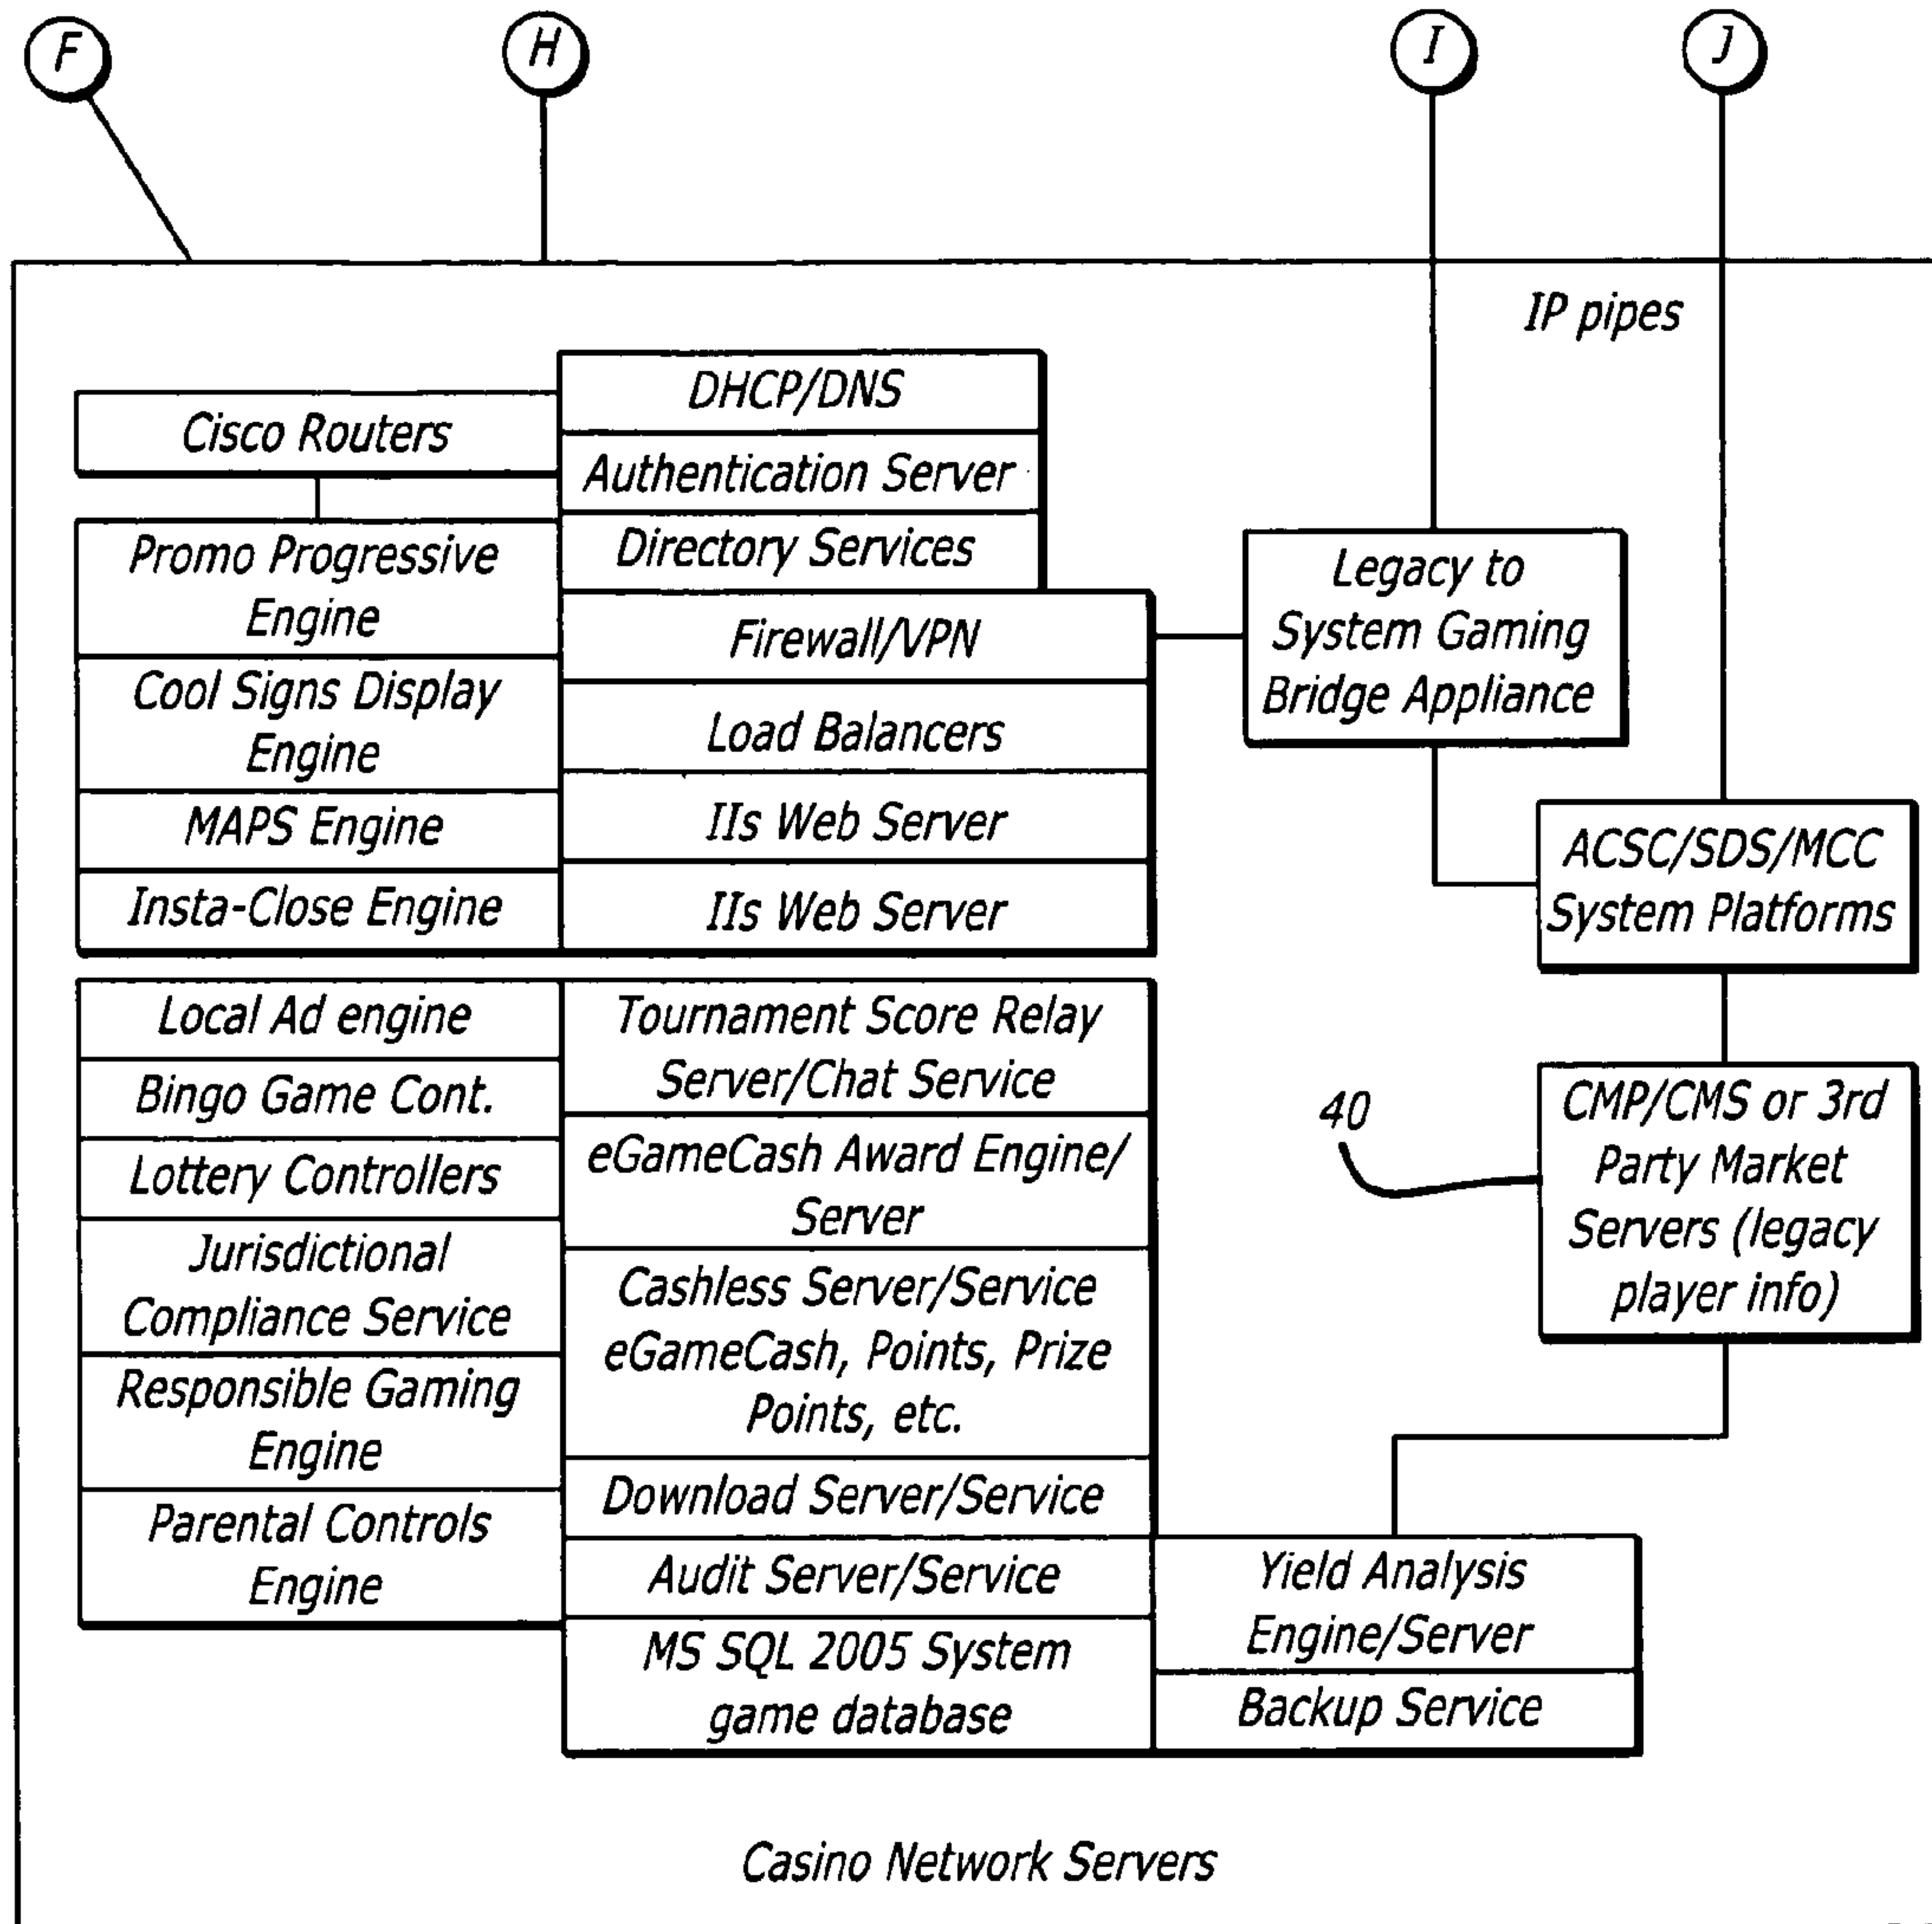 F
H
I
J
IP pipes
Cisco Routers
Promo Progressive
Engine
Cool Signs Display
Engine
MAPS Engine
Insta-Close Engine
DHCP/DNS
Authentication Server
Directory Services
Firewall/VPN
Load Balancers
IIs Web Server
IIs Web Server
Legacy to
System Gaming
Bridge Appliance
ACSC/SDS/MCC
System Platforms
Local Ad engine
Bingo Game Cont.
Lottery Controllers
Jurisdictional
Compliance Service
Responsible Gaming
Engine
Parental Controls
Engine
Tournament Score Relay
Server/Chat Service
eGameCash Award Engine/
Server
Cashless Server/Service
eGameCash, Points, Prize
Points, etc.
Download Server/Service
Audit Server/Service
MS SQL 2005 System
game database
40
CMP/CMS or 3rd
Party Market
Servers (legacy
player info)
Yield Analysis
Engine/Server
Backup Service
Casino Network Servers